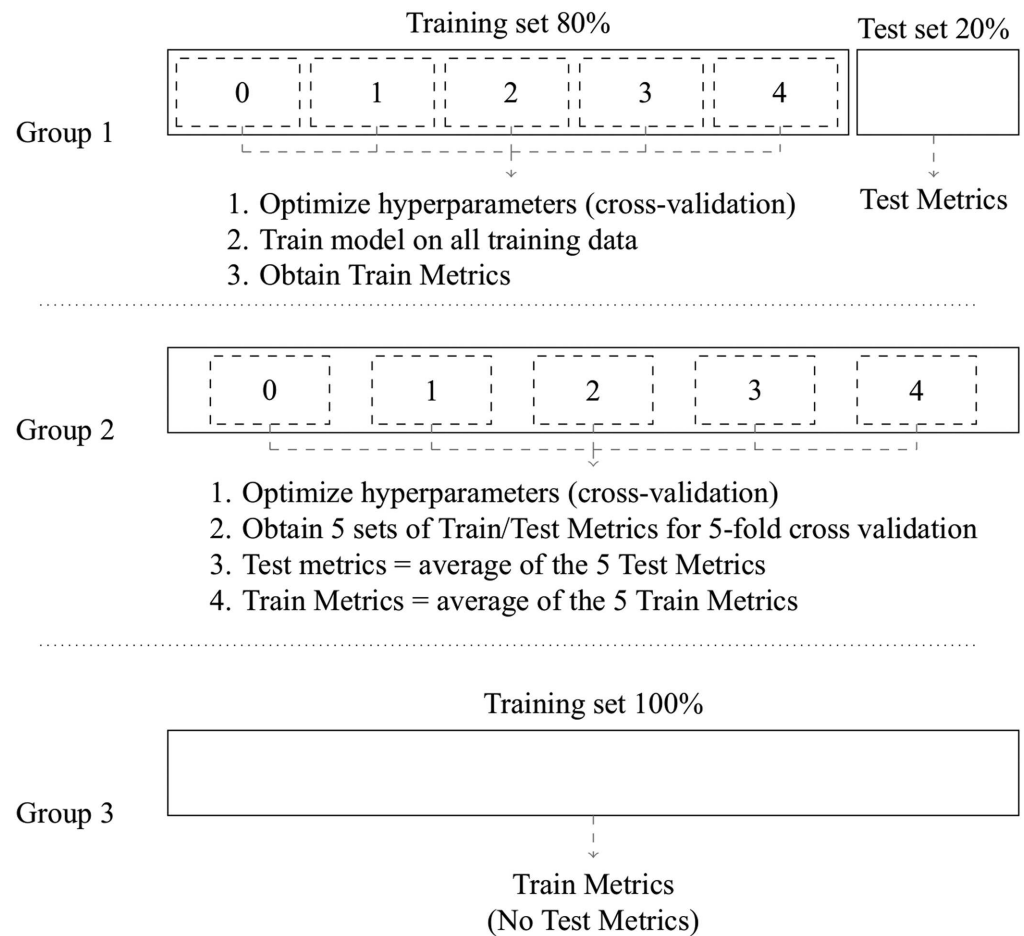 Training set 80%
Test set 20%
Group 1
0 1 2 3 4
1. Optimize hyperparameters (cross-validation)
2. Train model on all training data
3. Obtain Train Metrics
Test Metrics
Group 2
0 1 2 3 4
1. Optimize hyperparameters (cross-validation)
2. Obtain 5 sets of Train/Test Metrics for 5-fold cross validation
3. Test metrics = average of the 5 Test Metrics
4. Train Metrics = average of the 5 Train Metrics
Training set 100%
Group 3
Train Metrics
(No Test Metrics)